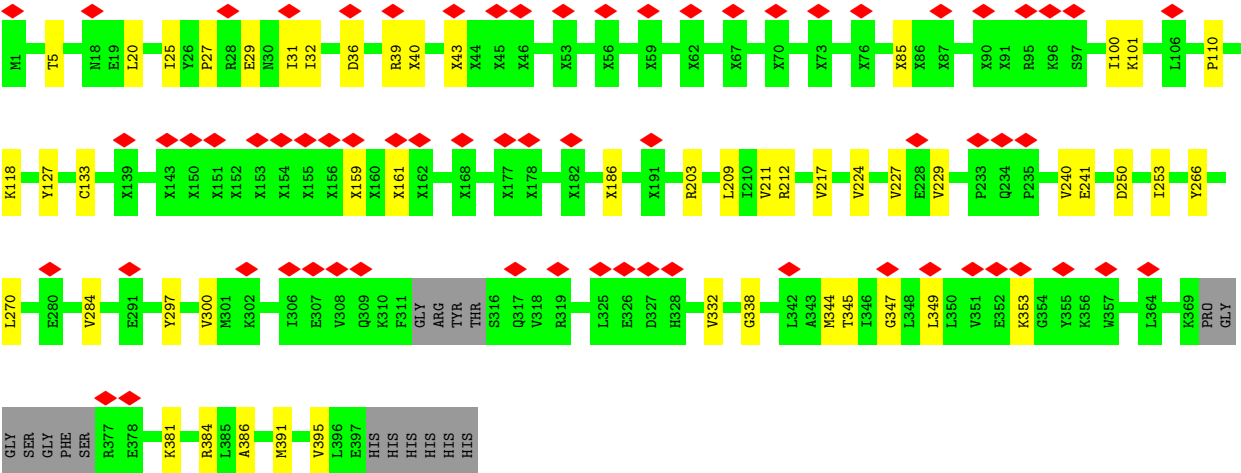 M1 N18 E19 L20 I25 Y26 P27 R28 E29 N30 I31 I32 D36 R39 X40 X43 X44 X45 X46 X53 X56 X59 X62 X67 X70 X73 X76 X85 X86 X87 X90 X91 R95 K96 S97 I100 K101 L106 P110
K118 Y127 C133 X139 X143 X150 X151 X152 X153 X154 X155 X156 X159 X160 X161 X162 X168 X177 X178 X182 X186 X191 R203 L209 I210 V211 R212 V217 V224 V227 E228 V229 P233 Q234 P235 V240 E241 D250 I253 Y266
L270 E280 V284 E291 Y297 V300 M301 K302 I306 E307 V308 Q309 K310 F311 GLY ARG TYR THR S316 Q317 V318 R319 L325 E326 D327 H328 V332 G338 L342 A343 M344 T345 I346 G347 L348 L349 L350 V351 E352 K353 G354 Y355 K356 W357 L364 K369 PRO GLY
GLY SER GLY PHE SER R377 E378 K381 R384 L385 A386 M391 V395 L396 E397 HIS HIS HIS HIS HIS HIS